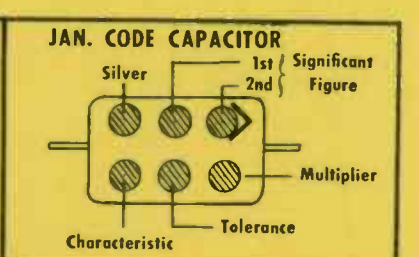 JAN. CODE CAPACITOR
Silver
1st Significant
2nd Figure
Multiplier
Tolerance
Characteristic